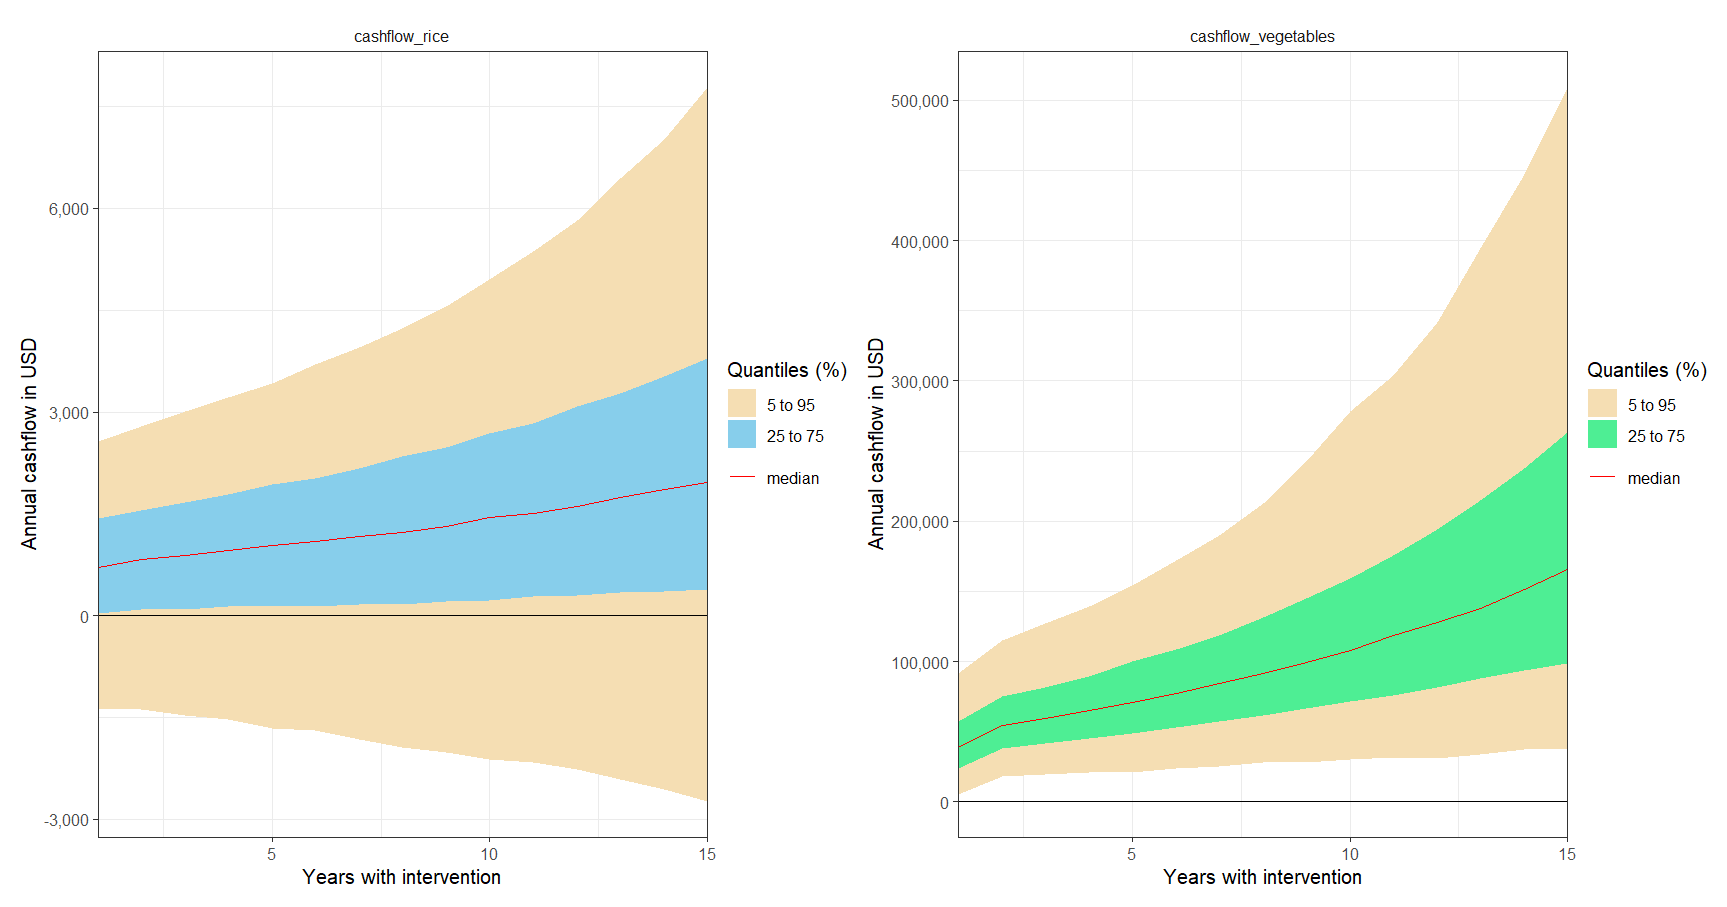 cashflow_rice
Annual cashflow in USD
6,000
3,000
0
-3,000
5
10
15
Years with intervention
Quantiles (%)
5 to 95
25 to 75
median
cashflow_vegetables
Annual cashflow in USD
500,000
400,000
300,000
200,000
100,000
0
5
10
15
Years with intervention
Quantiles (%)
5 to 95
25 to 75
median